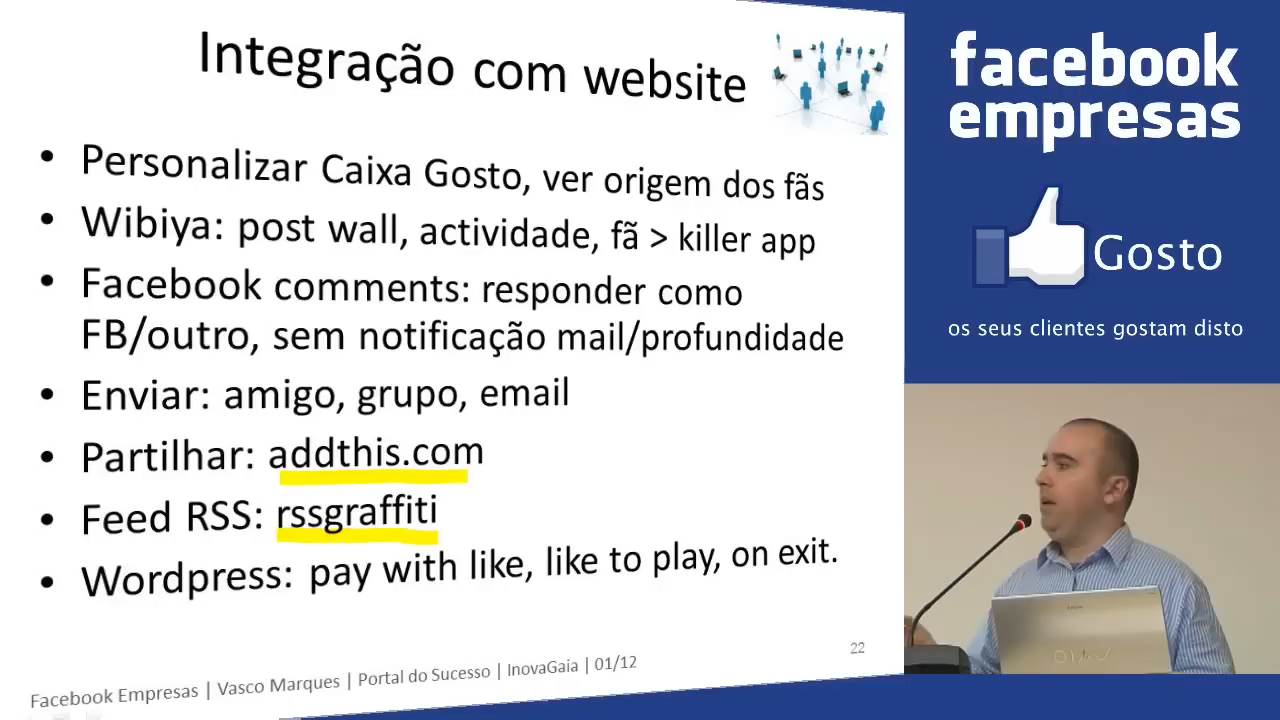 Integração com website
• Personalizar Caixa Gosto, ver origem dos fãs
• Wibiya: post wall, actividade, fã > killer app
• Facebook comments: responder como
FB/outro, sem notificação mail/profundidade
• Enviar: amigo, grupo, email
• Partilhar: addthis.com
• Feed RSS: rssgraffiti
• Wordpress: pay with like, like to play, on exit.
22
Facebook Empresas | Vasco Marques | Portal do Sucesso | InovaGaia | 01/12
facebook
empresas
Gosto
os seus clientes gostam disto
VAIO